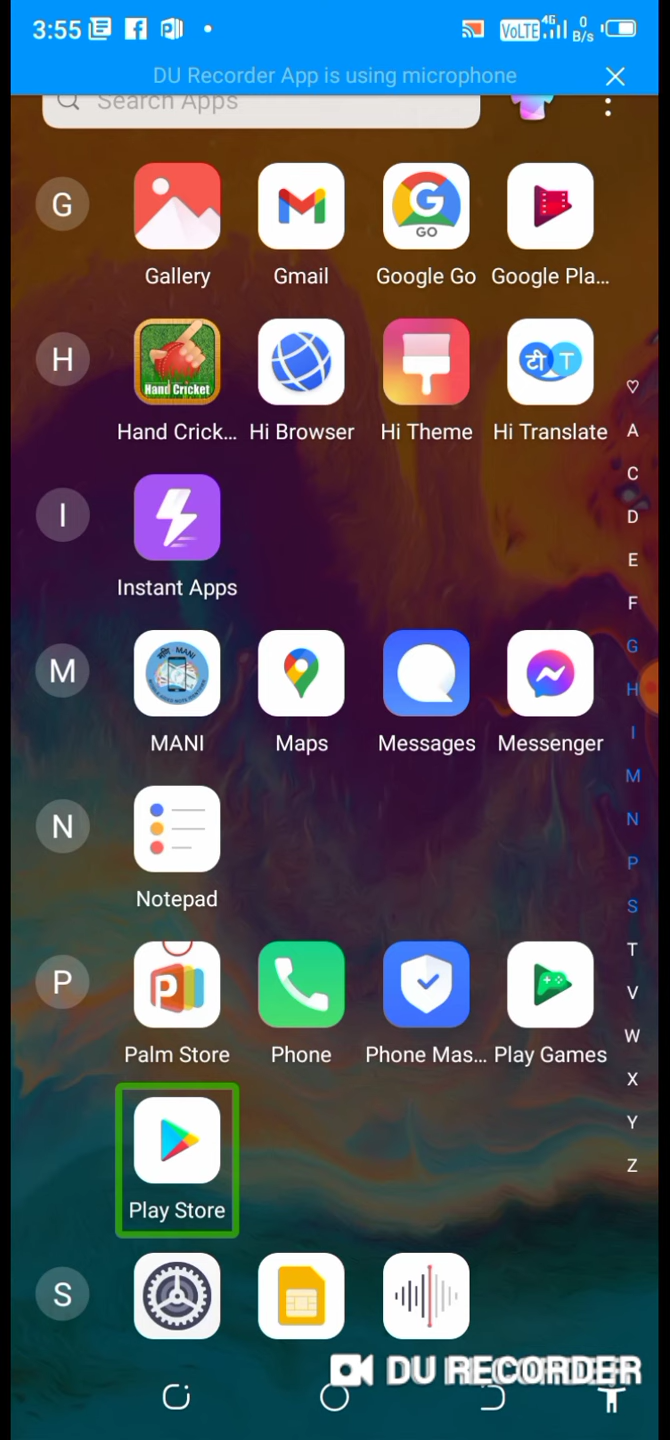 3:55 VoLTE 4G 0 B/s
DU Recorder App is using microphone
Search Apps
G
GO
Gallery Gmail Google Go Google Pla...
H
Hand Cricket
टी T
Hand Crick... Hi Browser Hi Theme Hi Translate
I
Instant Apps
M
MANI
MANI Maps Messages Messenger
N
Notepad
P
Palm Store Phone Phone Mas... Play Games
Play Store
S
♡
A
C
D
E
F
G
H
I
M
N
P
S
T
V
W
X
Y
Z
DU RECORDER